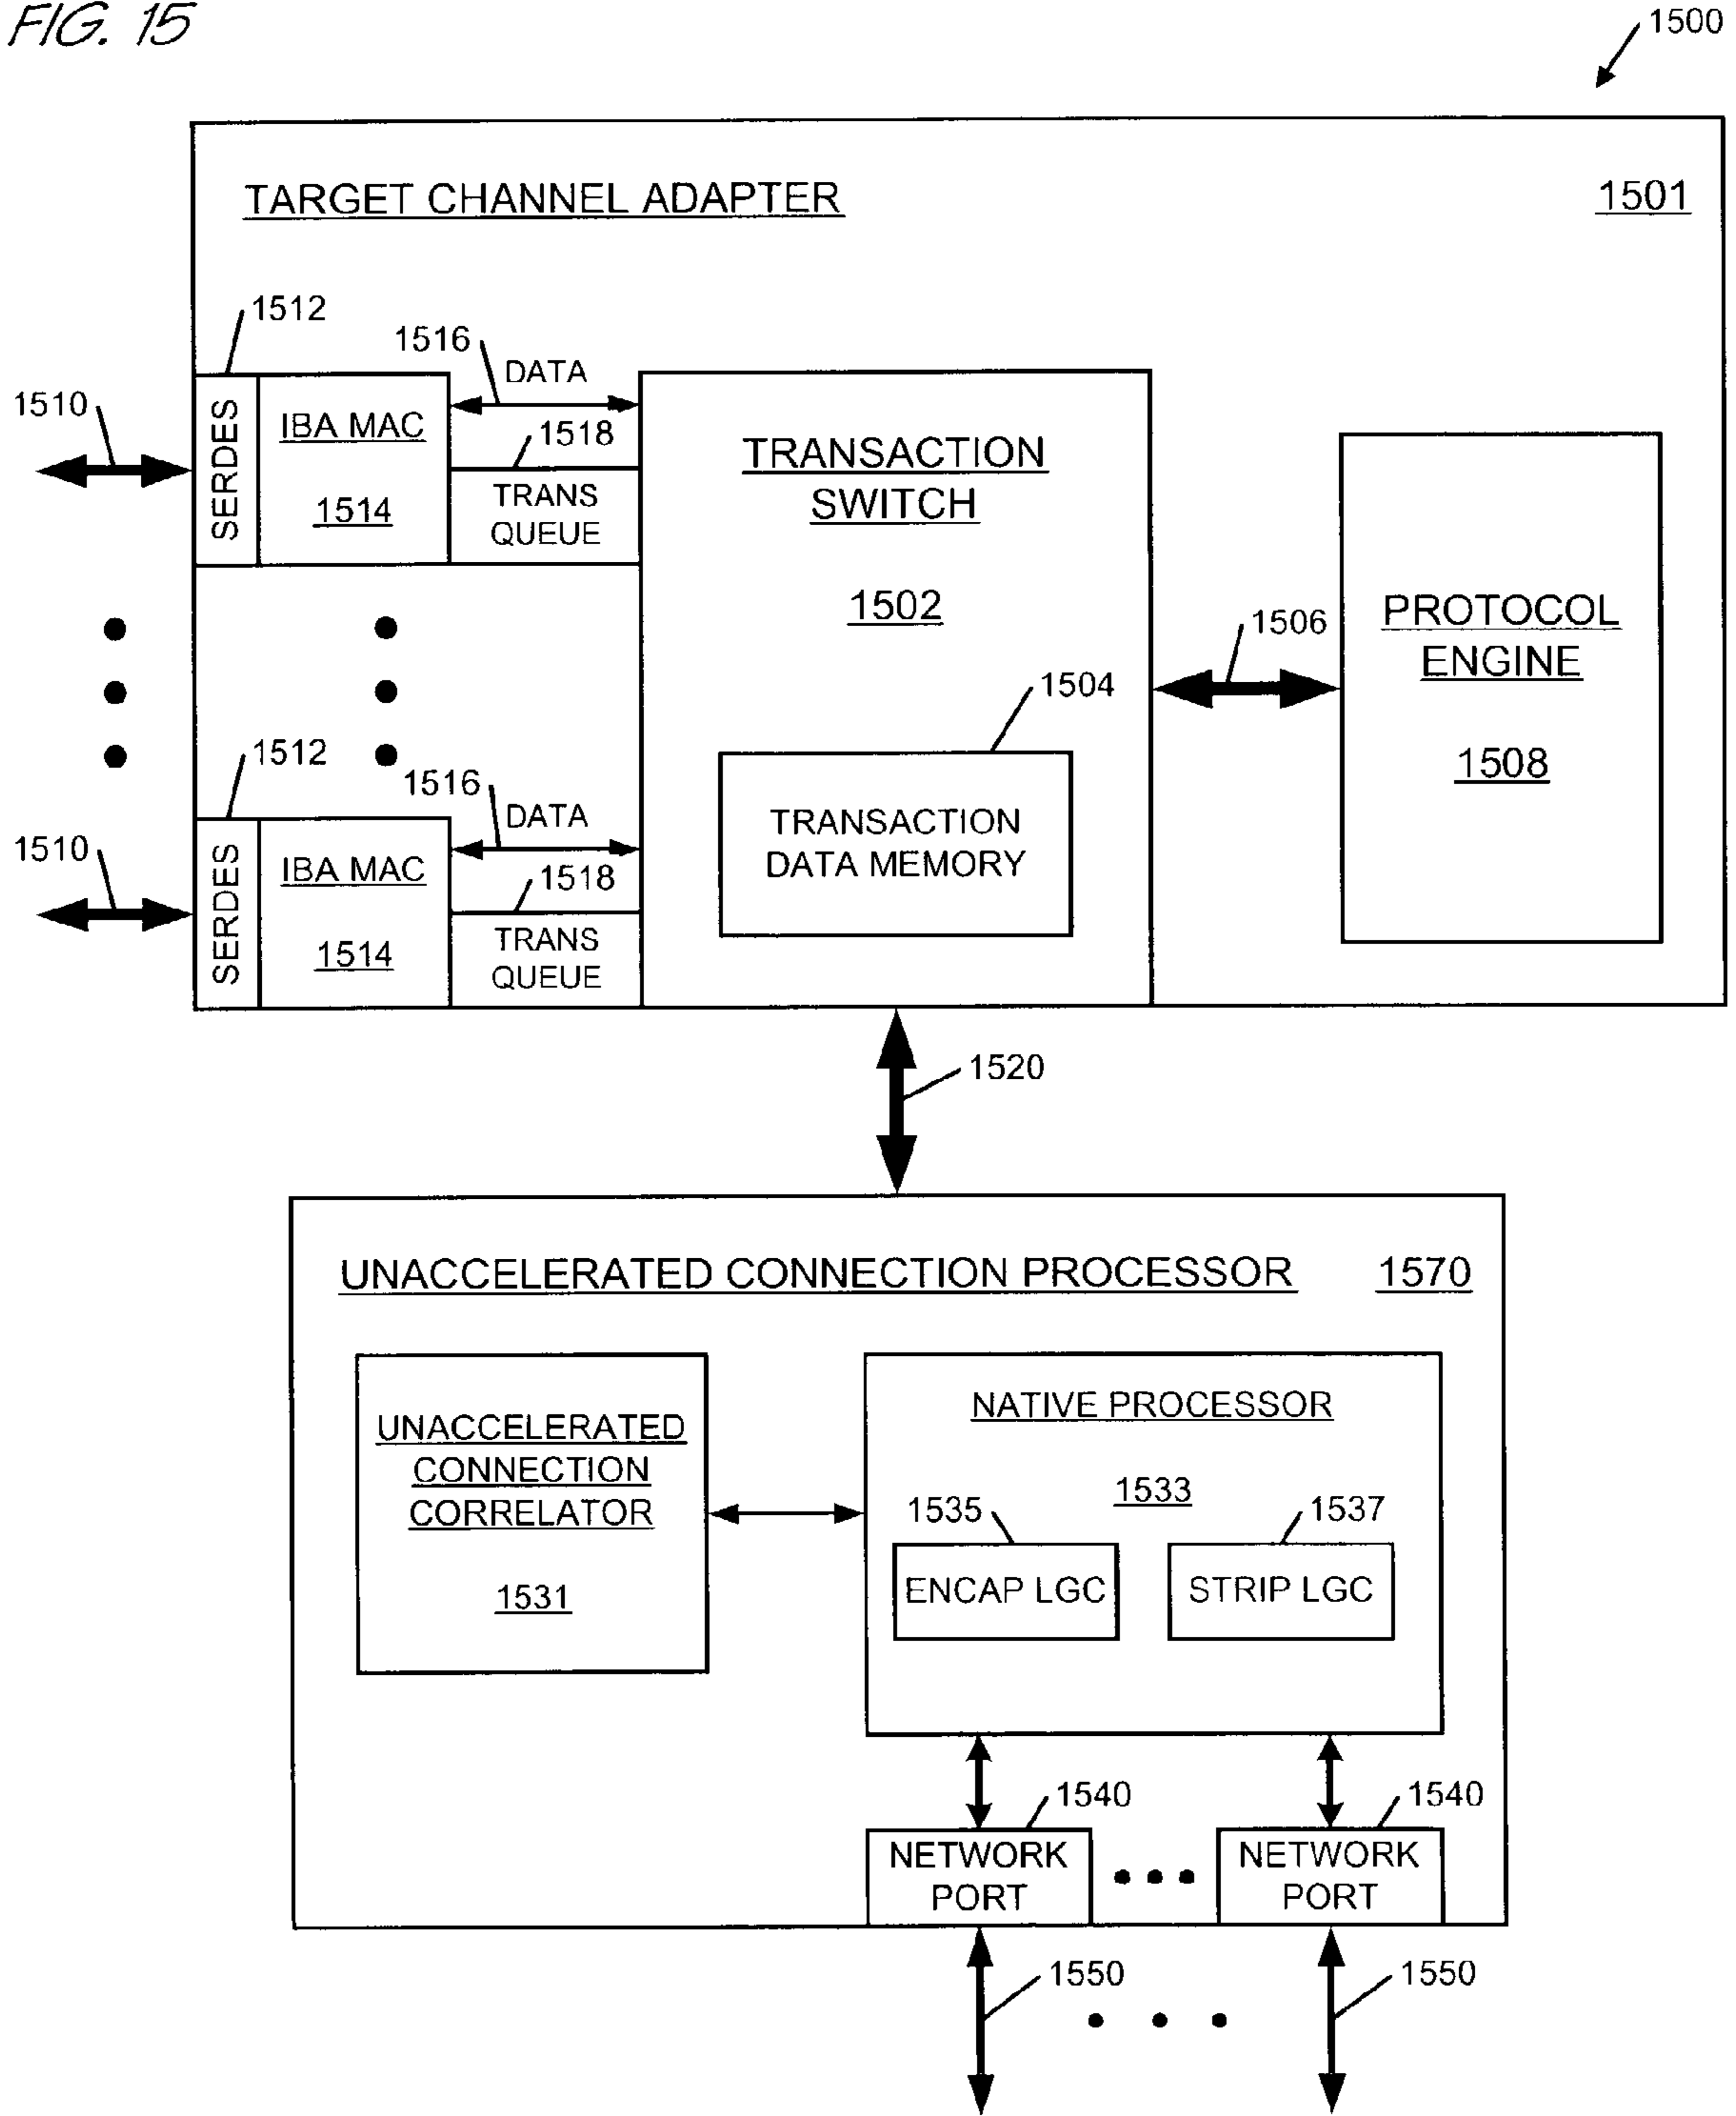 FIG. 15
1500
TARGET CHANNEL ADAPTER
1501
1512
1516
DATA
1510
SERDES
IBA MAC
1514
1518
TRANS
QUEUE
TRANSACTION
SWITCH
1502
1504
TRANSACTION
DATA MEMORY
1506
PROTOCOL
ENGINE
1508
1512
1516
DATA
1510
SERDES
IBA MAC
1514
1518
TRANS
QUEUE
1520
UNACCELERATED CONNECTION PROCESSOR
1570
UNACCELERATED
CONNECTION
CORRELATOR
1531
NATIVE PROCESSOR
1533
1535
ENCAP LGC
1537
STRIP LGC
1540
NETWORK
PORT
1540
NETWORK
PORT
1550
1550